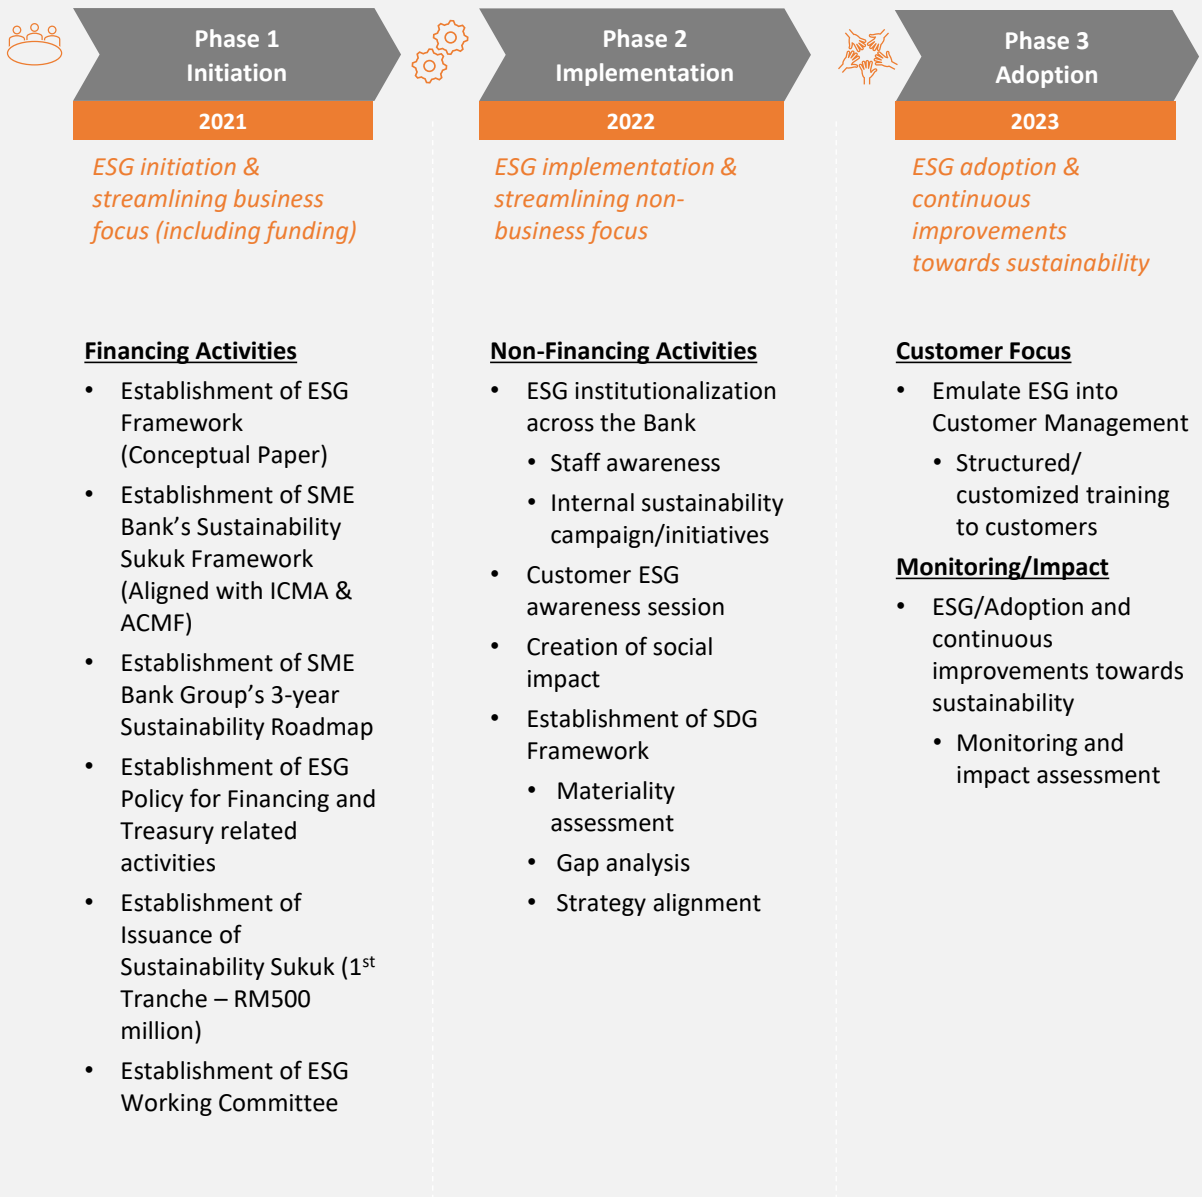 Phase 1
Initiation
2021
ESG initiation &
streamlining business
focus (including funding)
Financing Activities
• Establishment of ESG
Framework
(Conceptual Paper)
• Establishment of SME
Bank’s Sustainability
Sukuk Framework
(Aligned with ICMA &
ACMF)
• Establishment of SME
Bank Group’s 3-year
Sustainability Roadmap
• Establishment of ESG
Policy for Financing and
Treasury related
activities
• Establishment of
Issuance of
Sustainability Sukuk (1st
Tranche – RM500
million)
• Establishment of ESG
Working Committee
Phase 2
Implementation
2022
ESG implementation &
streamlining non-
business focus
Non-Financing Activities
• ESG institutionalization
across the Bank
• Staff awareness
• Internal sustainability
campaign/initiatives
• Customer ESG
awareness session
• Creation of social
impact
• Establishment of SDG
Framework
• Materiality
assessment
• Gap analysis
• Strategy alignment
Phase 3
Adoption
2023
ESG adoption &
continuous
improvements
towards sustainability
Customer Focus
• Emulate ESG into
Customer Management
• Structured/
customized training
to customers
Monitoring/Impact
• ESG/Adoption and
continuous
improvements towards
sustainability
• Monitoring and
impact assessment